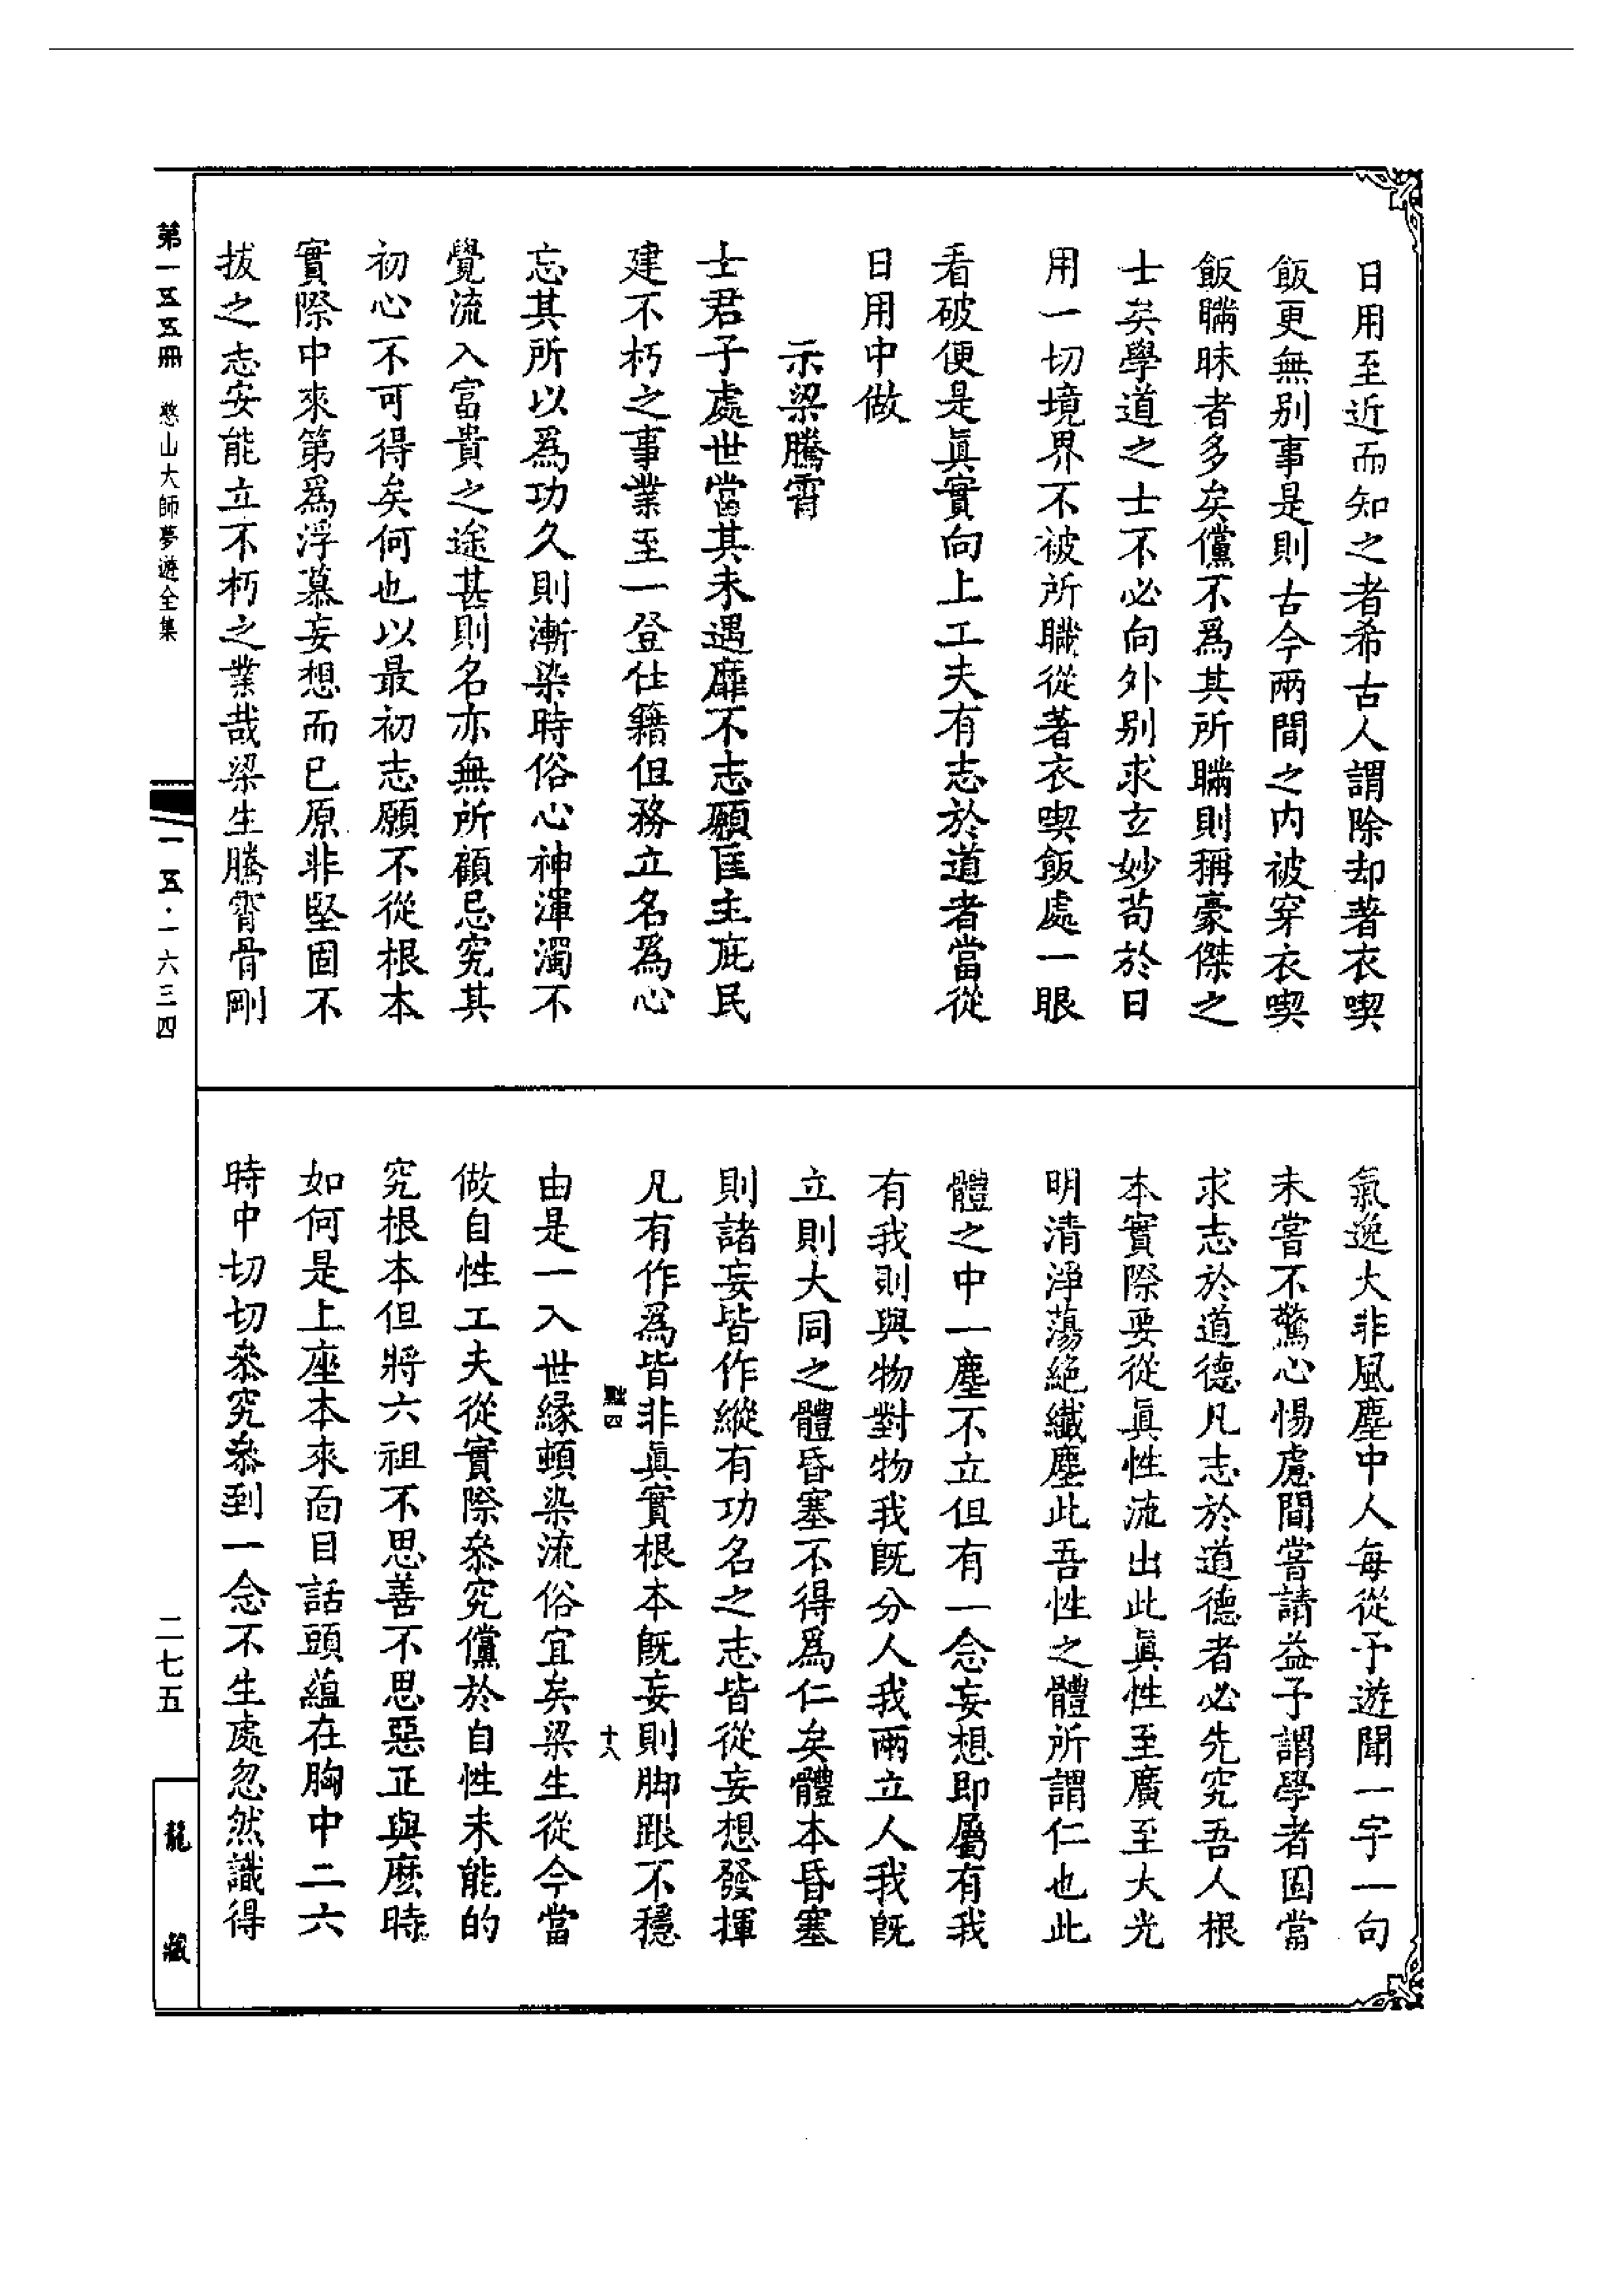 日用至近而知之者希古人謂除却著衣喫
飯更無别事是則古今兩間之内被穿衣喫
飯瞞昧者多矣儻不爲其所瞞則稱豪傑之
士矣學道之士不必向外别求玄妙苟於日
用一切境界不被所瞞從著衣喫飯處一眼
看破便是眞實向上工夫有志於道者當從
日用中做
示梁騰霄
士君子處世當其未遇靡不志願匡主庇民
建不朽之事業至一登仕籍但務立名爲心
忘其所以爲功久則漸染時俗心神渾濁不
覺流入富貴之途甚則名亦無所顧忌究其
初心不可得矣何也以最初志願不從根本
實際中來第爲浮慕妄想而已原非堅固不
拔之志安能立不朽之業哉梁生騰霄骨剛
氣逸大非風塵中人每從予遊聞一字一句
未嘗不驚心惕慮間嘗請益予謂學者固當
求志於道德凡志於道德者必先究吾人根
本實際要從眞性流出此眞性至廣至大光
明清淨蕩絶纖塵此吾性之體所謂仁也此
體之中一塵不立但有一念妄想即屬有我
有我則與物對物我旣分人我兩立人我旣
立則大同之體昏塞不得爲仁矣體本昏塞
則諸妄皆作縱有功名之志皆從妄想發揮
凡有作爲皆非眞實根本旣妄則脚跟不穩
四
十八
由是一入世緣頓染流俗宜矣梁生從今當
做自性工夫從實際叅究儻於自性未能的
究根本但將六祖不思善不思惡正與麽時
如何是上座本來面目話頭蘊在胸中二六
時中切切叅究叅到一念不生處忽然識得
第一五五冊 憨山大師夢遊全集
一五·一六三四
二七五
龍藏